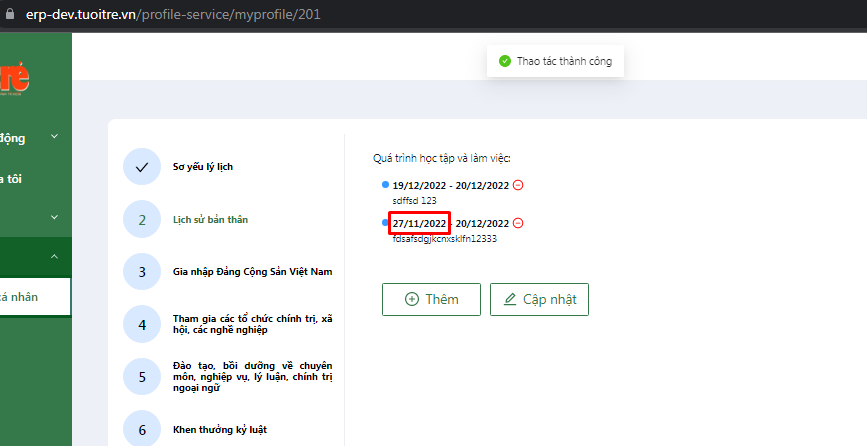 erp-dev.tuoitre.vn/profile-service/myprofile/201
Thao tác thành công
động
a tôi
cá nhân
Sơ yếu lý lịch
2 Lịch sử bản thân
3 Gia nhập Đảng Cộng Sản Việt Nam
4 Tham gia các tổ chức chính trị, xã
hội, các nghề nghiệp
5 Đào tạo, bồi dưỡng về chuyên
môn, nghiệp vụ, lý luận, chính trị
ngoại ngữ
6 Khen thưởng kỷ luật
Quá trình học tập và làm việc:
19/12/2022 - 20/12/2022
sdffsd 123
27/11/2022 - 20/12/2022
fdsafsdgjkcnxsklfn12333
Thêm
Cập nhật